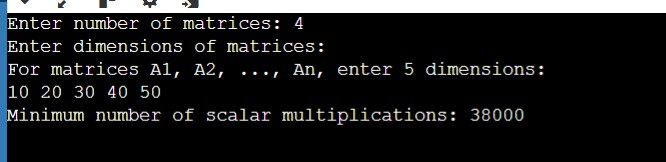 Enter number of matrices: 4
Enter dimensions of matrices:
For matrices A1, A2, ..., An, enter 5 dimensions:
10 20 30 40 50
Minimum number of scalar multiplications: 38000